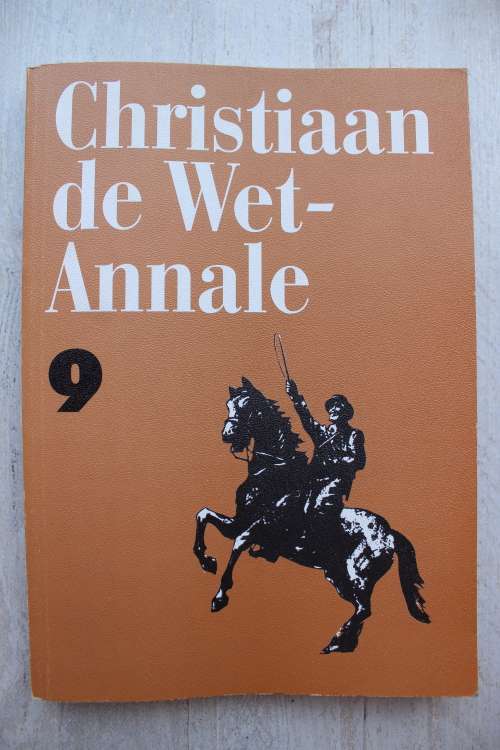 Christiaan
de Wet-
Annale
9